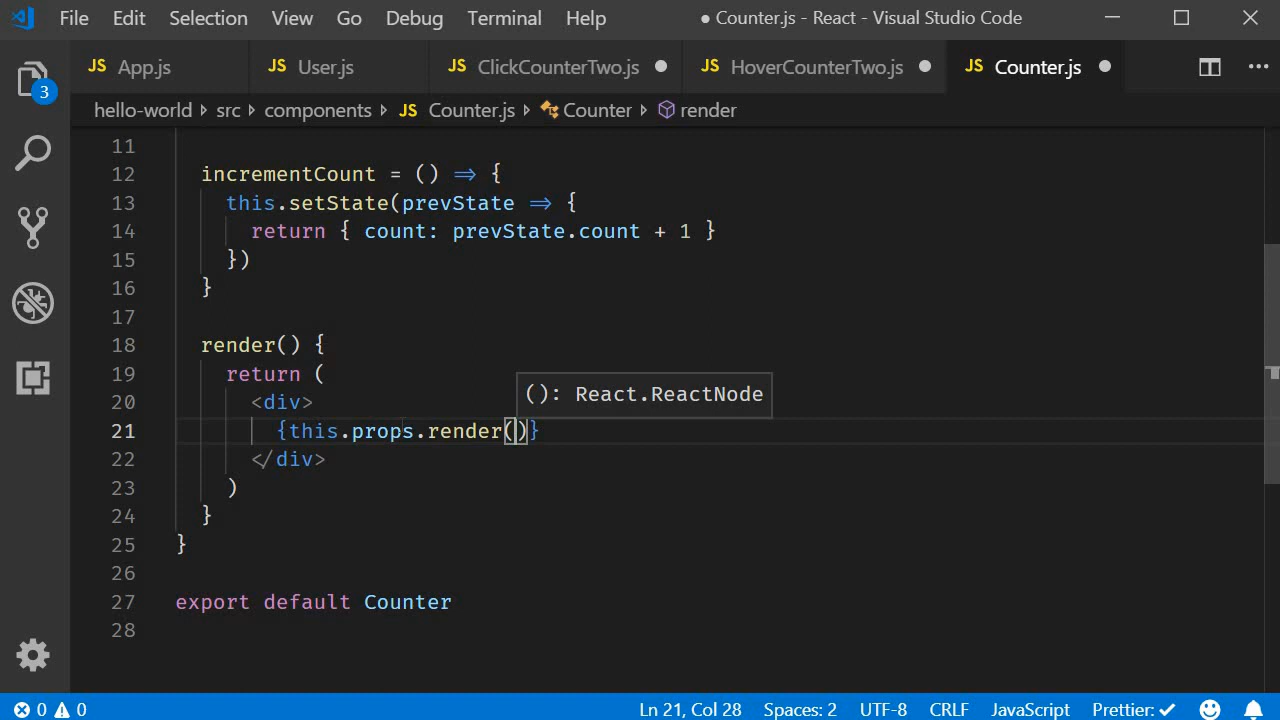 File Edit Selection View Go Debug Terminal Help ● Counter.js - React - Visual Studio Code
JS App.js JS User.js JS ClickCounterTwo.js JS HoverCounterTwo.js JS Counter.js
3
hello-world > src > components > JS Counter.js > Counter > render
11
12 incrementCount = () => {
13 this.setState(prevState => {
14 return { count: prevState.count + 1 }
15 })
16 }
17
18 render() {
19 return (
(): React.ReactNode
20 <div>
21 {this.props.render()}
22 </div>
23 )
24 }
25 }
26
27 export default Counter
28
0 0 Ln 21, Col 28 Spaces: 2 UTF-8 CRLF JavaScript Prettier: ✓